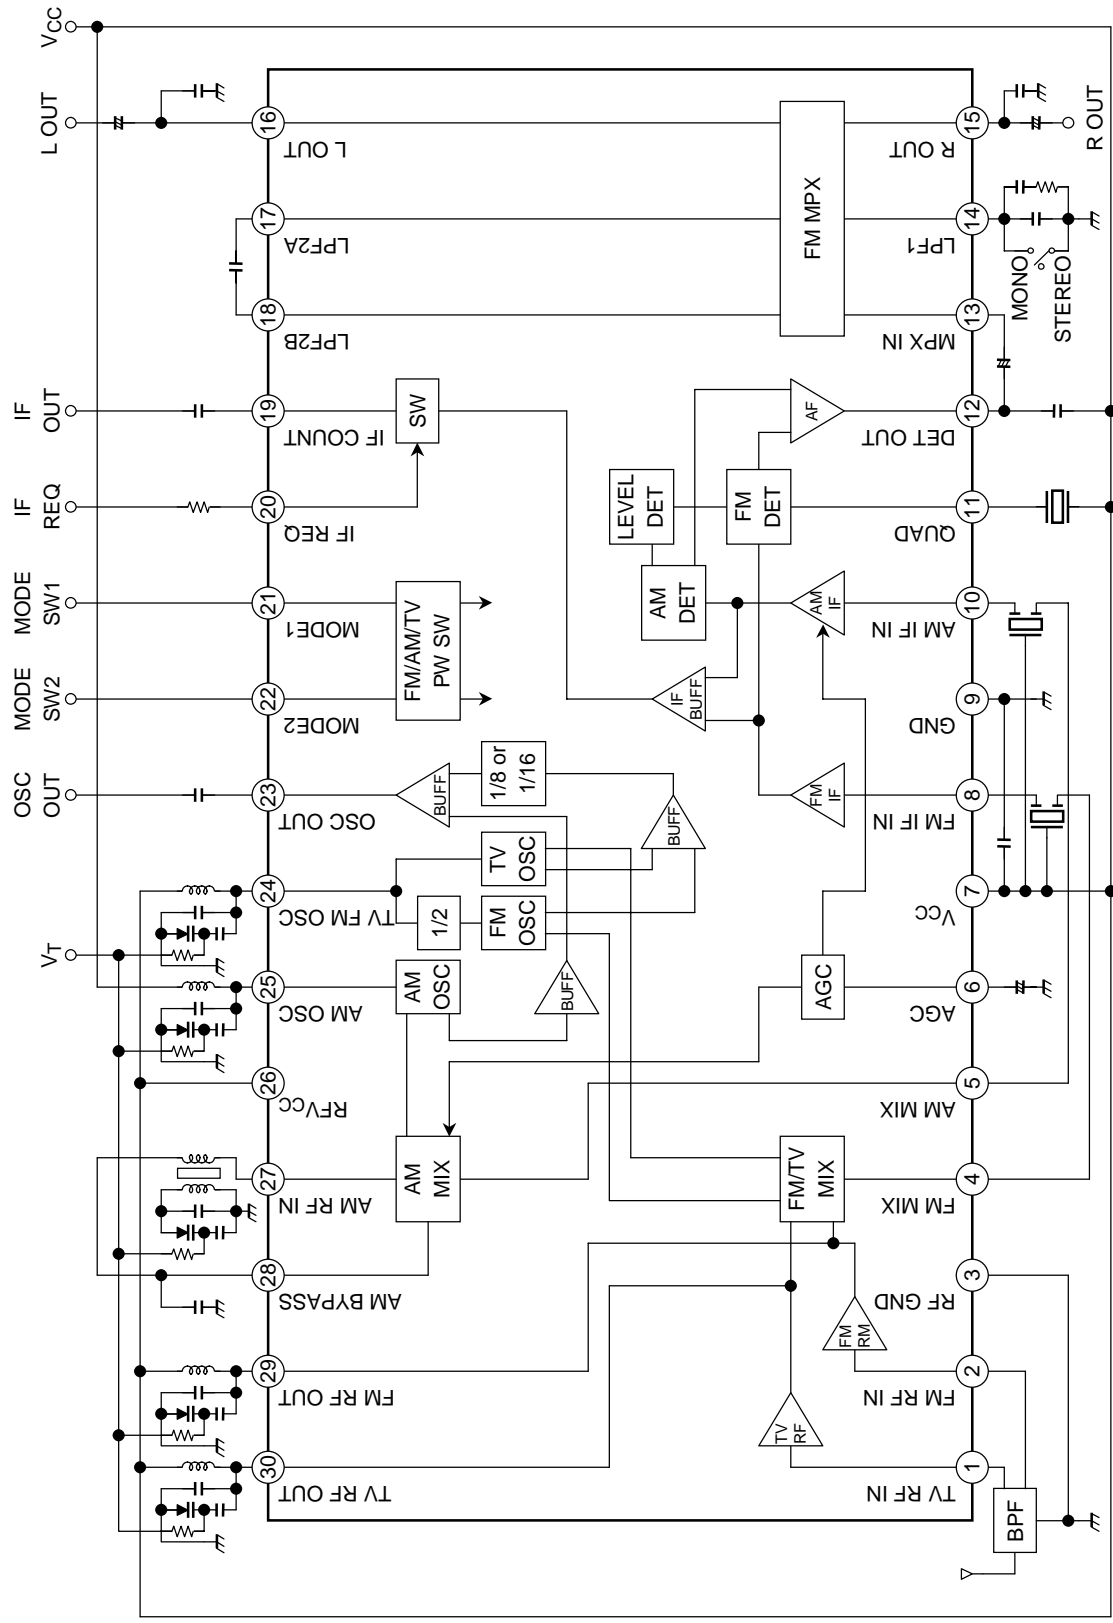 VCC
L OUT
IF
OUT
IF
REQ
MODE
SW1
MODE
SW2
OSC
OUT
VT
16
L OUT
17
LPF2A
18
LPF2B
19
IF COUNT
20
IF REQ
21
MODE1
22
MODE2
23
OSC OUT
24
TV FM OSC
25
AM OSC
26
RFVCC
27
AM RF IN
28
AM BYPASS
29
FM RF OUT
30
TV RF OUT
SW
FM/AM/TV
PW SW
BUFF
1/8 or
1/16
BUFF
TV
OSC
1/2
FM
OSC
AM
OSC
BUFF
AM
MIX
FM MPX
AF
LEVEL
DET
FM
DET
AM
DET
IF
BUFF
AM
IF
FM
IF
AGC
FM/TV
MIX
FM
RM
TV
RF
15
R OUT
14
LPF1
13
MPX IN
12
DET OUT
11
QUAD
10
AM IF IN
9
GND
8
FM IF IN
7
VCC
6
AGC
5
AM MIX
4
FM MIX
3
RF GND
2
FM RF IN
1
TV RF IN
R OUT
MONO
STEREO
BPF